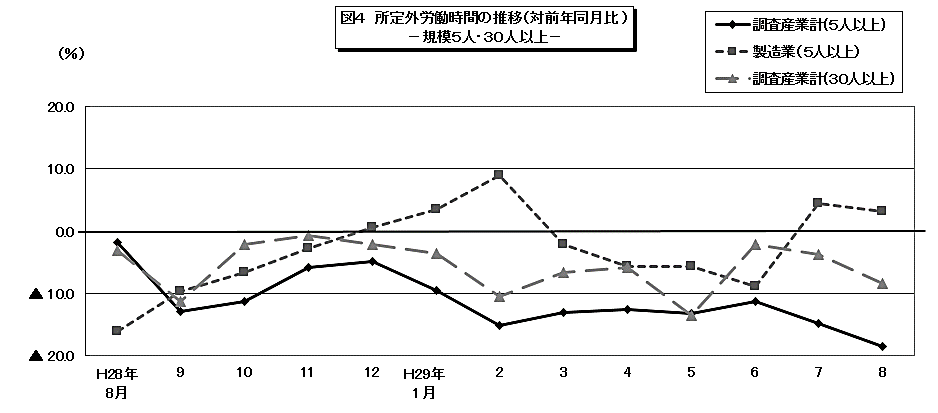 図4 所定外労働時間の推移(対前年同月比)
－規模5人・30人以上－
調査産業計(5人以上)
製造業(5人以上)
調査産業計(30人以上)
(%)
20.0
10.0
0.0
▲ 10.0
▲ 20.0
H28年 9 10 11 12 H29年 2 3 4 5 6 7 8
8月 1月